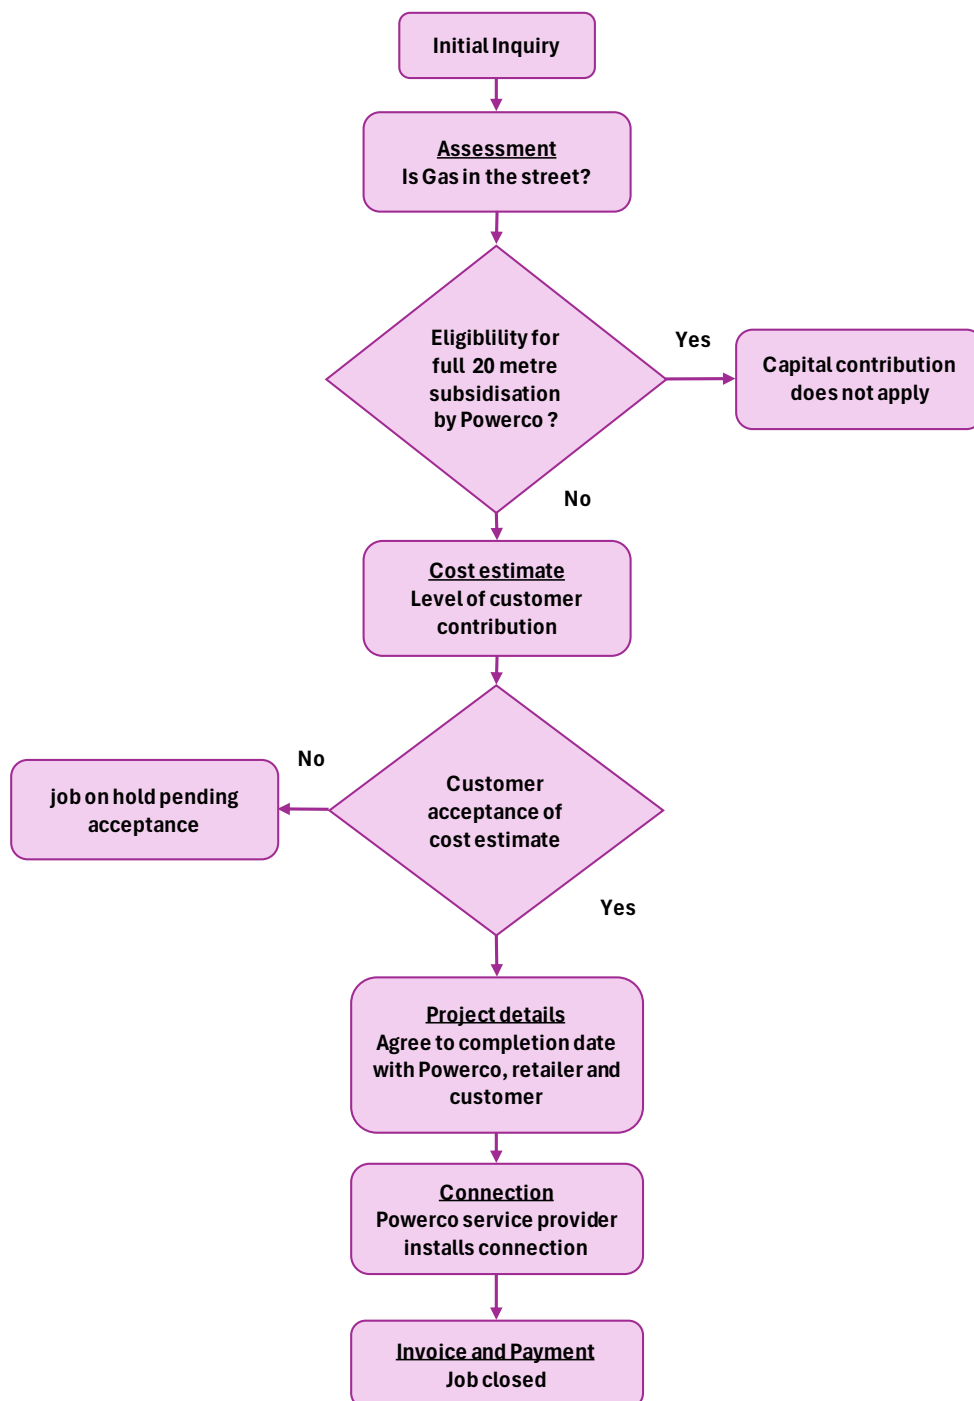 Initial Inquiry
Assessment
Is Gas in the street?
Eligiblility for
full 20 metre
subsidisation
by Powerco ?
Yes
Capital contribution
does not apply
No
Cost estimate
Level of customer
contribution
No
job on hold pending
acceptance
Customer
acceptance of
cost estimate
Yes
Project details
Agree to completion date
with Powerco, retailer and
customer
Connection
Powerco service provider
installs connection
Invoice and Payment
Job closed